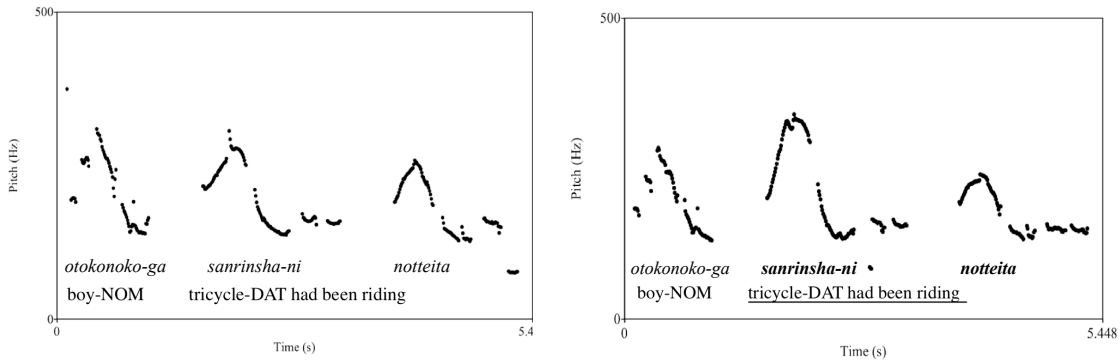 500
Pitch (Hz)
otokonoko-ga sanrinsha-ni notteita
boy-NOM tricycle-DAT had been riding
0
0 5.4
Time (s)
500
Pitch (Hz)
otokonoko-ga sanrinsha-ni notteita
boy-NOM tricycle-DAT had been riding
0
0 5.448
Time (s)